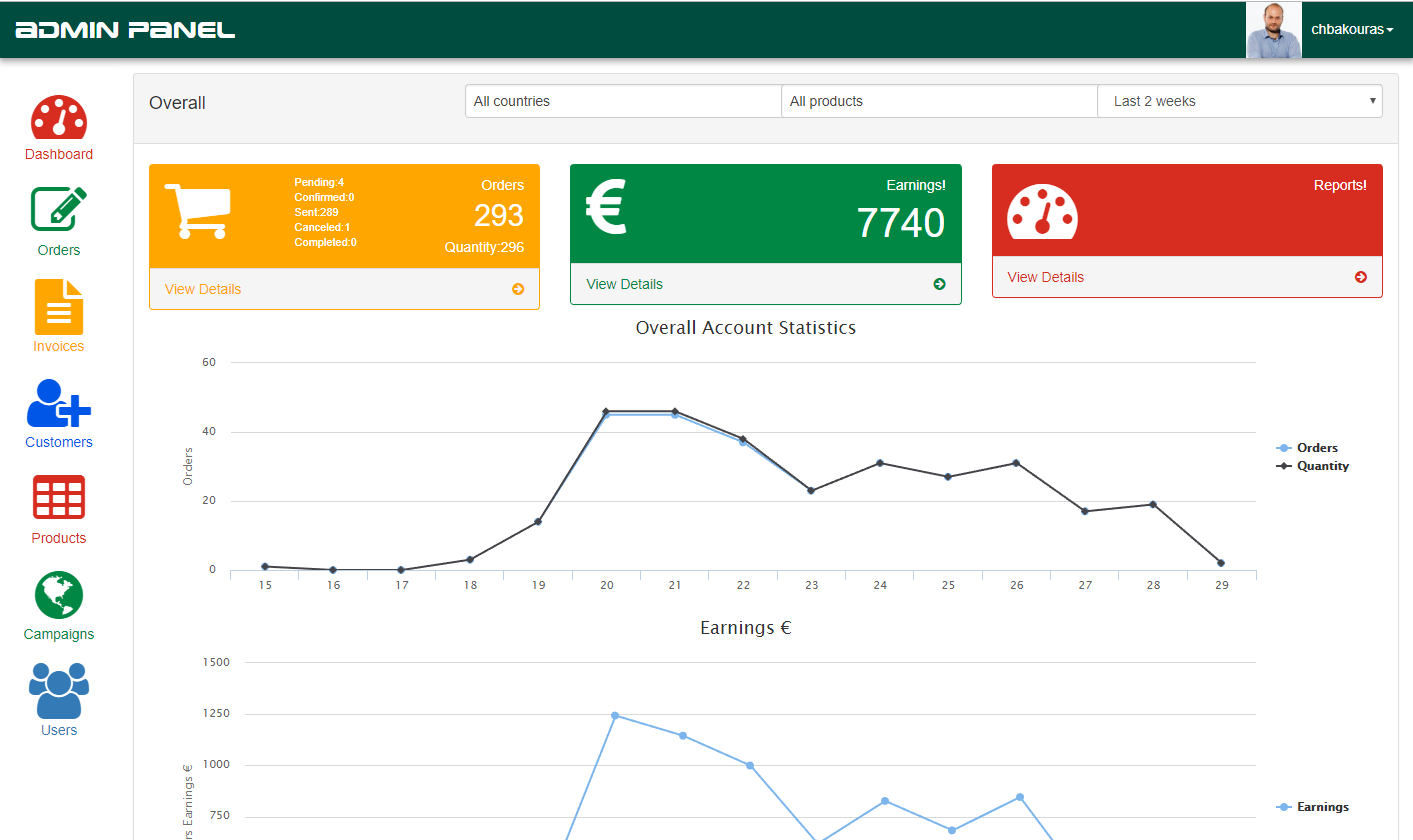 ADMIN PANEL
chbakouras
Dashboard
Orders
Invoices
Customers
Products
Campaigns
Users
Overall
All countries
All products
Last 2 weeks
Pending:4
Confirmed:0
Sent:289
Canceled:1
Completed:0
Orders
293
Quantity:296
View Details
Earnings!
7740
View Details
Reports!
View Details
Overall Account Statistics
60
40
20
0
Orders
15 16 17 18 19 20 21 22 23 24 25 26 27 28 29
Orders
Quantity
Earnings €
1500
1250
1000
750
Earnings €
Earnings